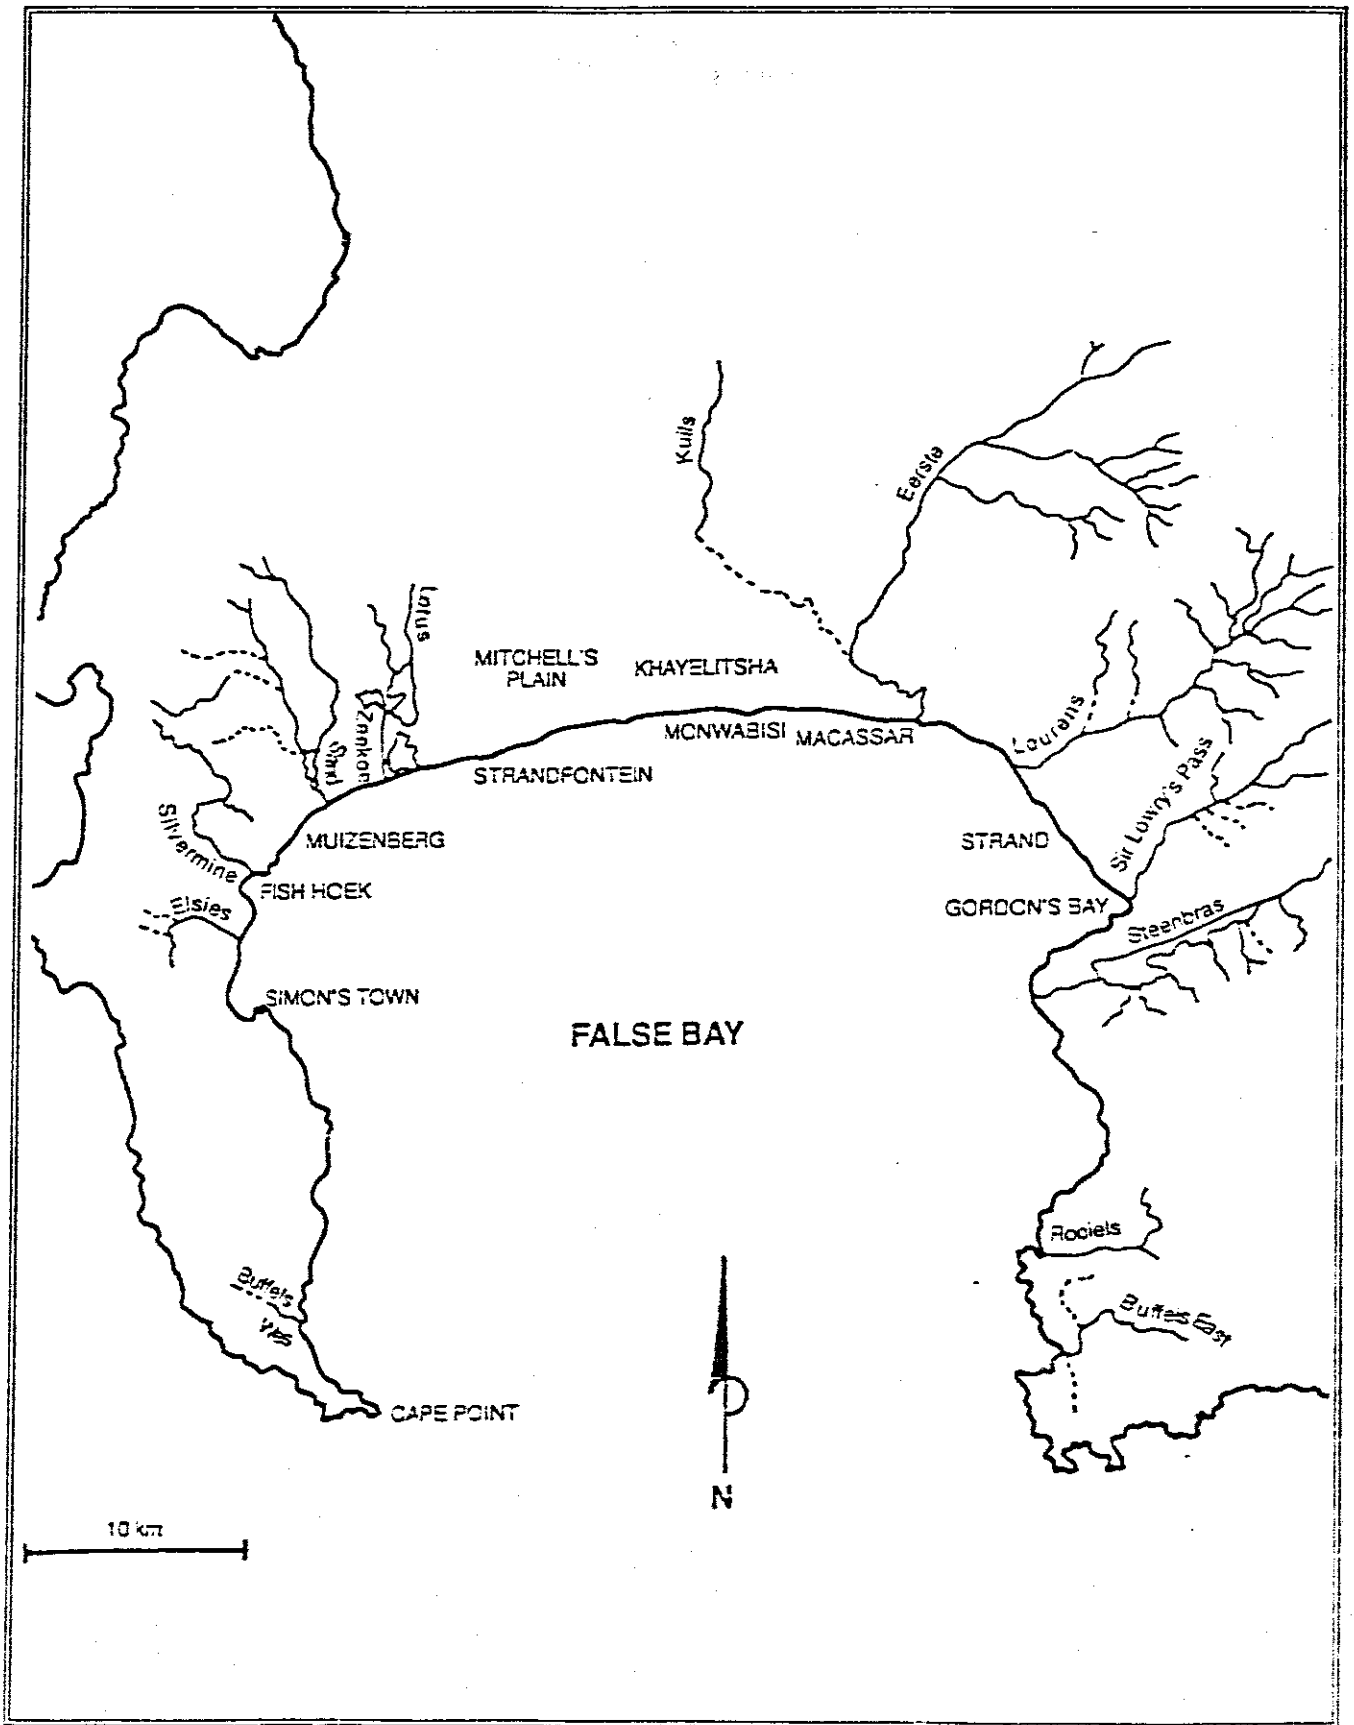 Kuils
Eerste
Lotus
MITCHELL'S
PLAIN
KHAYELITSHA
Zeekoe
Sand
MONWABISI
MACASSAR
Lourens
STRANDFONTEIN
Sir Lowry's Pass
Silvermine
MUIZENBERG
STRAND
FISH HOEK
Elsies
GORDON'S BAY
Steenbras
SIMON'S TOWN
FALSE BAY
Rooiels
Buffels
Wes
Buffels East
CAPE POINT
N
10 km